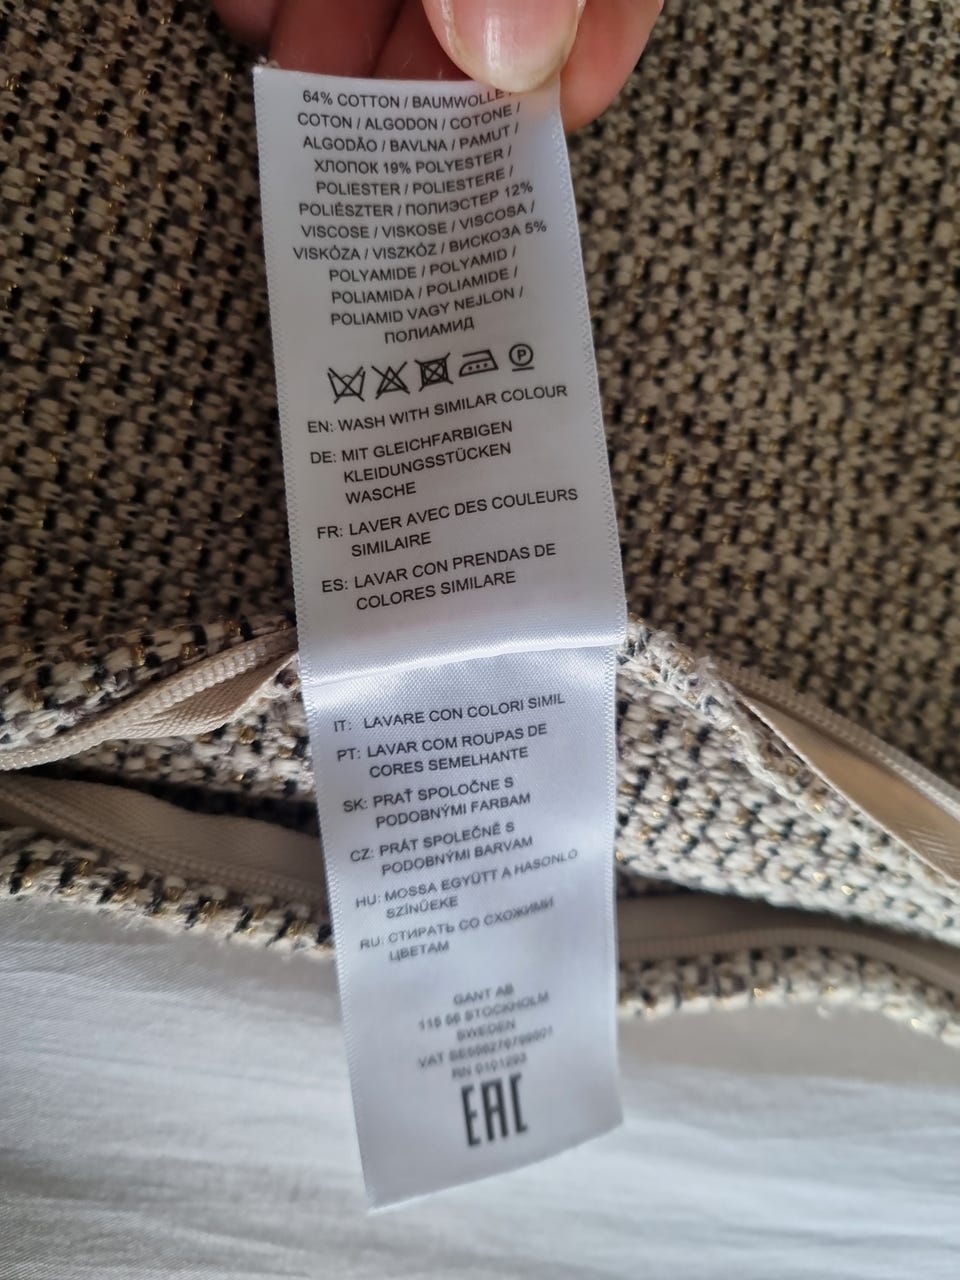 64% COTTON / BAUMWOLLE /
COTON / ALGODON / COTONE /
ALGODÃO / BAVLNA / PAMUT /
ХЛОПОК 19% POLYESTER /
POLIESTER / POLIESTERE /
POLIÉSZTER / ПОЛИЭСТЕР 12%
VISCOSE / VISKOSE / VISCOSA /
VISKÓZA / VISZKÓZ / ВИСКОЗА 5%
POLYAMIDE / POLYAMID /
POLIAMIDA / POLIAMIDE /
POLIAMID VAGY NEJLON /
ПОЛИАМИД
P
EN: WASH WITH SIMILAR COLOUR
DE: MIT GLEICHFARBIGEN
KLEIDUNGSSTÜCKEN
WASCHE
FR: LAVER AVEC DES COULEURS
SIMILAIRE
ES: LAVAR CON PRENDAS DE
COLORES SIMILARE
IT: LAVARE CON COLORI SIMIL
PT: LAVAR COM ROUPAS DE
CORES SEMELHANTE
SK: PRAŤ SPOLOČNE S
PODOBNÝMI FARBAM
CZ: PRÁT SPOLEČNĚ S
PODOBNÝMI BARVAM
HU: MOSSA EGYÜTT A HASONLÓ
SZÍNŰEKE
RU: СТИРАТЬ СО СХОЖИМИ
ЦВЕТАМ
GANT AB
115 56 STOCKHOLM
SWEDEN
VAT
RN 0101293
EAC